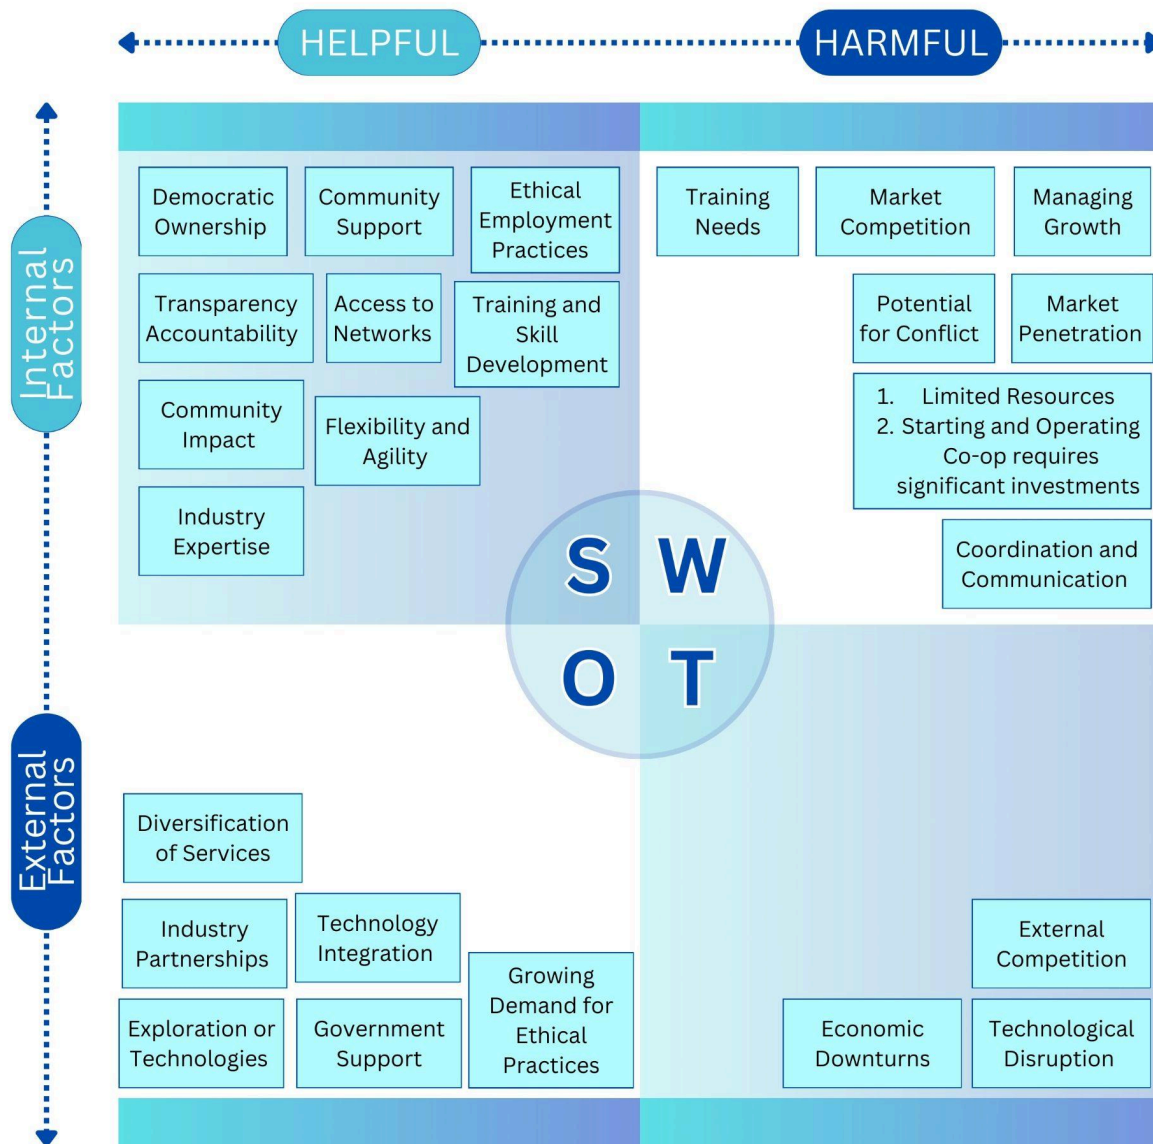 HELPFUL
HARMFUL
Internal
Factors
Democratic
Ownership
Community
Support
Ethical
Employment
Practices
Transparency
Accountability
Access to
Networks
Training and
Skill
Development
Community
Impact
Flexibility and
Agility
Industry
Expertise
Training
Needs
Market
Competition
Managing
Growth
Potential
for Conflict
Market
Penetration
1. Limited Resources
2. Starting and Operating
Co-op requires
significant investments
Coordination and
Communication
S W
O T
External
Factors
Diversification
of Services
Industry
Partnerships
Technology
Integration
Growing
Demand for
Ethical
Practices
Exploration or
Technologies
Government
Support
External
Competition
Economic
Downturns
Technological
Disruption